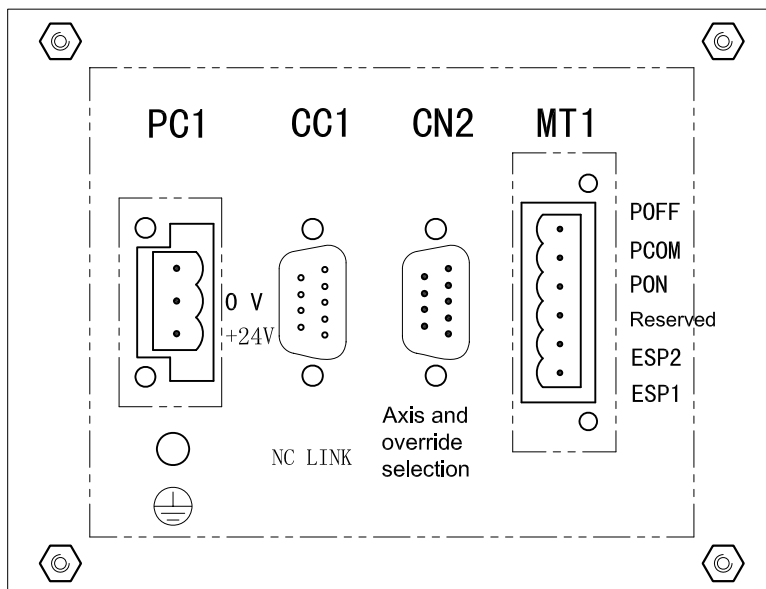 PC1 CC1 CN2 MT1
POFF
PCOM
0 V
PON
+24V
Reserved
ESP2
ESP1
NC LINK
Axis and
override
selection